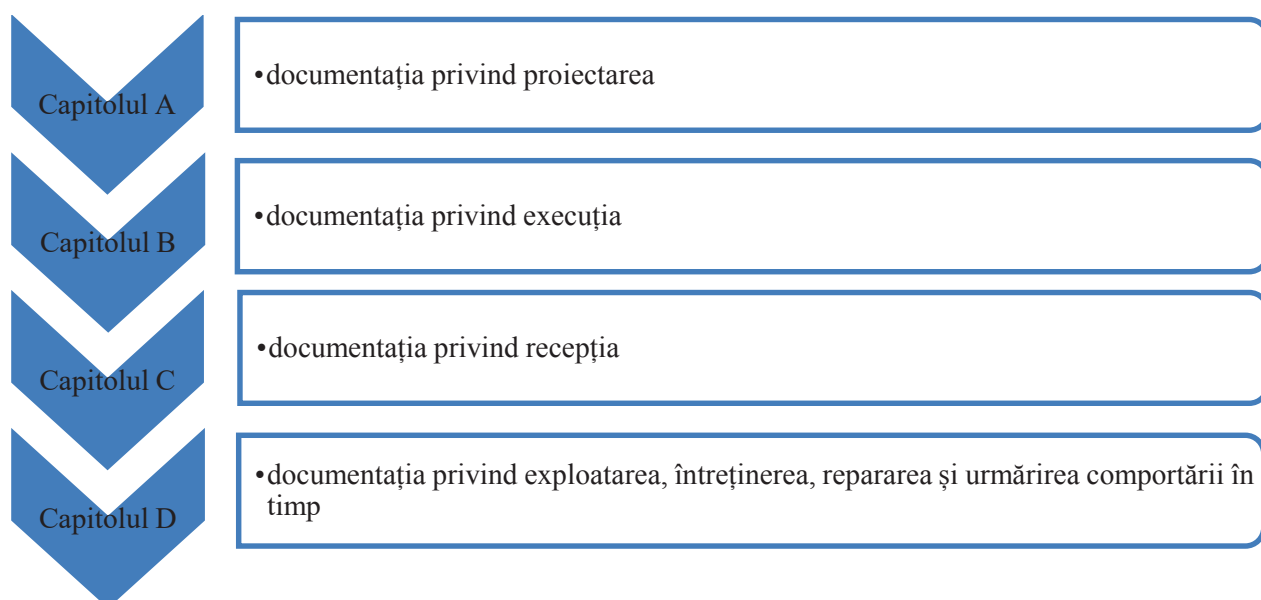 Capitolul A
•documentația privind proiectarea
Capitolul B
•documentația privind execuția
Capitolul C
•documentația privind recepția
Capitolul D
•documentația privind exploatarea, întreținerea, repararea și urmărirea comportării în
timp